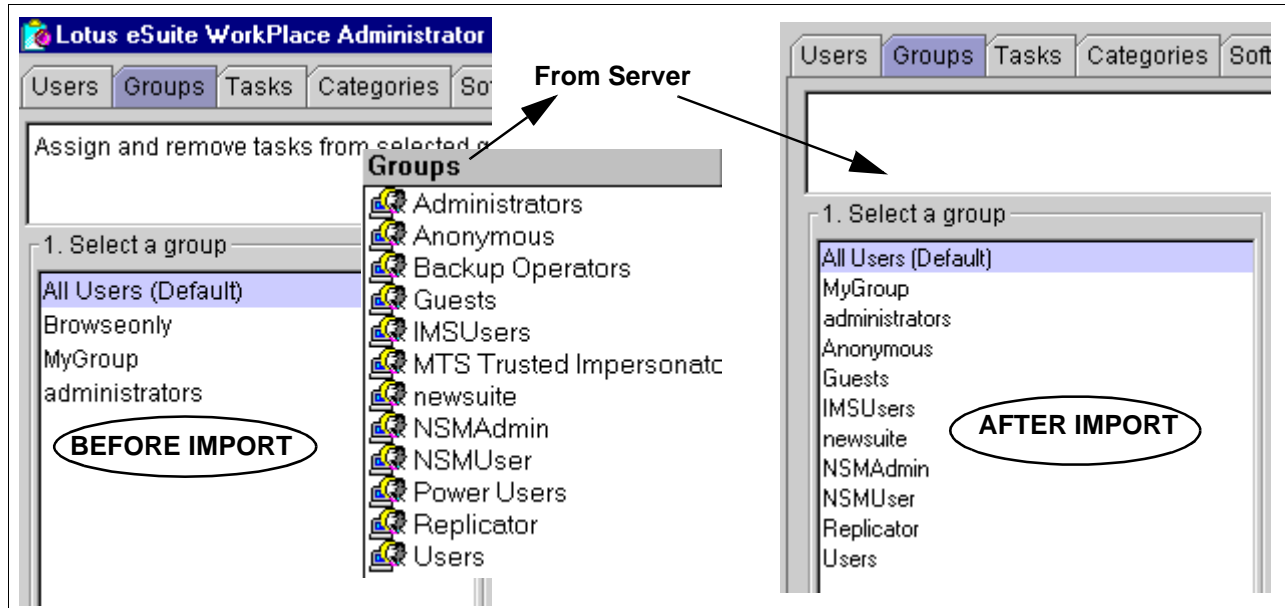 Lotus eSuite WorkPlace Administrator
Users Groups Tasks Categories
Assign and remove tasks from selected
1. Select a group
All Users (Default)
Browseonly
MyGroup
administrators
BEFORE IMPORT
From Server
Groups
Administrators
Anonymous
Backup Operators
Guests
IMSUsers
MTS Trusted Impersonato
newsuite
NSMAdmin
NSMUser
Power Users
Replicator
Users
Users Groups Tasks Categories Soft
1. Select a group
All Users (Default)
MyGroup
administrators
Anonymous
Guests
IMSUsers
newsuite
NSMAdmin
NSMUser
Replicator
Users
AFTER IMPORT